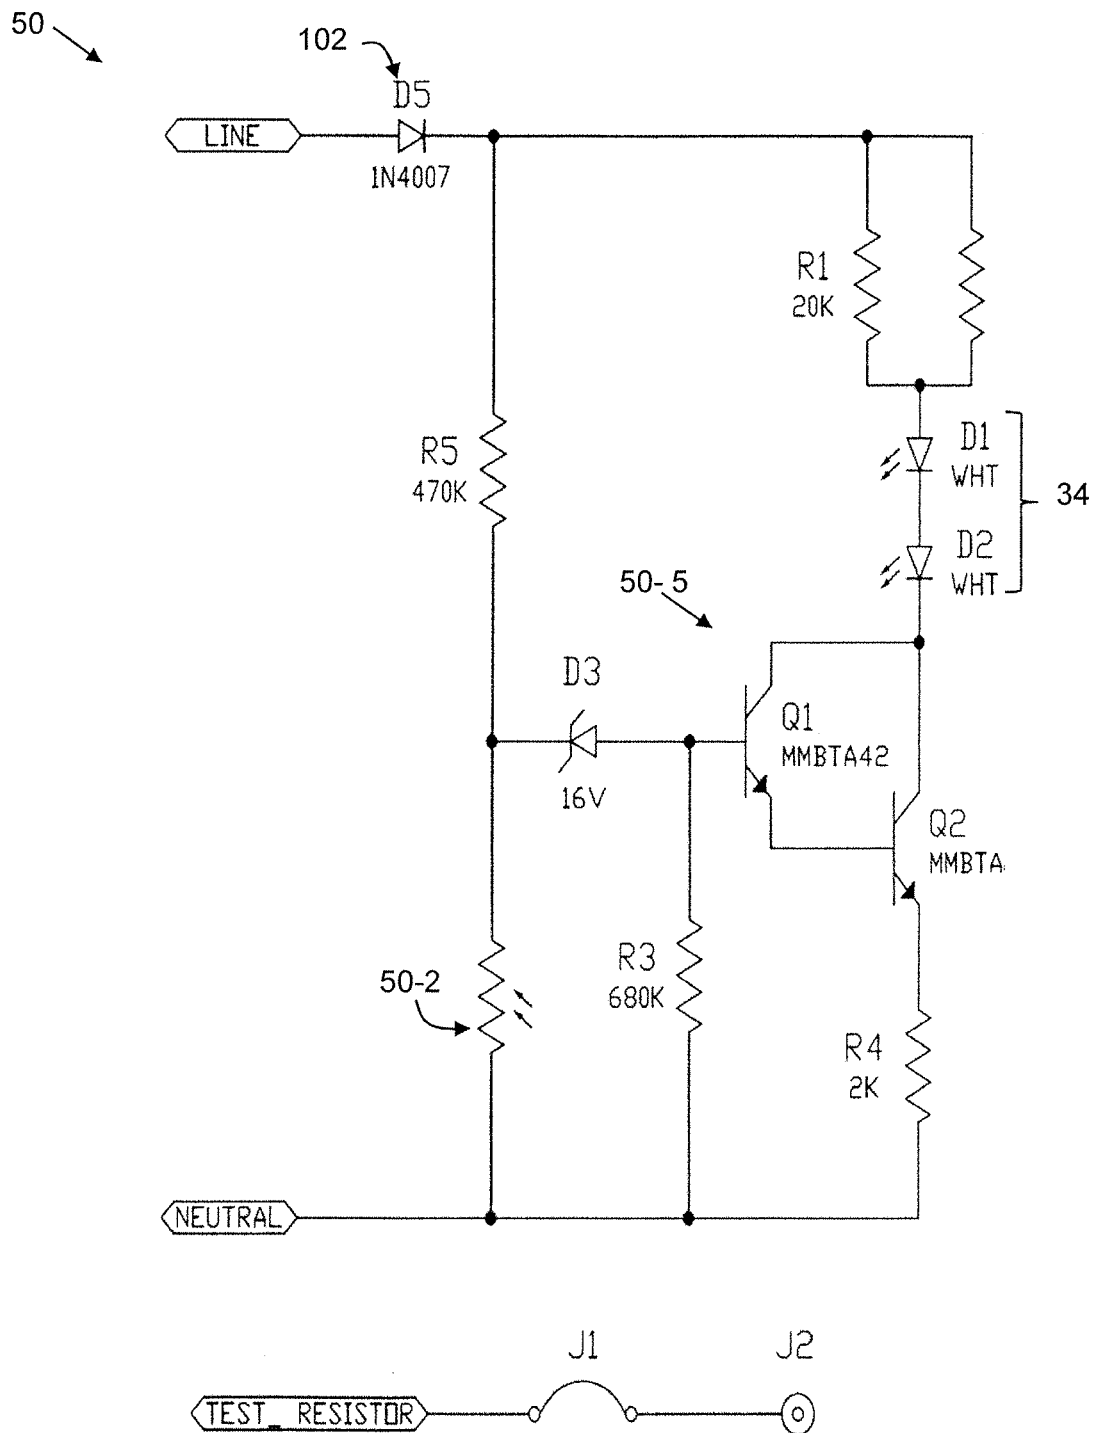 50
102
D5
LINE
1N4007
R1
20K
R5
470K
D1
WHT
34
D2
WHT
50-5
D3
16V
Q1
MMBTA42
Q2
MMBTA
50-2
R3
680K
R4
2K
NEUTRAL
J1
J2
TEST_ RESISTOR